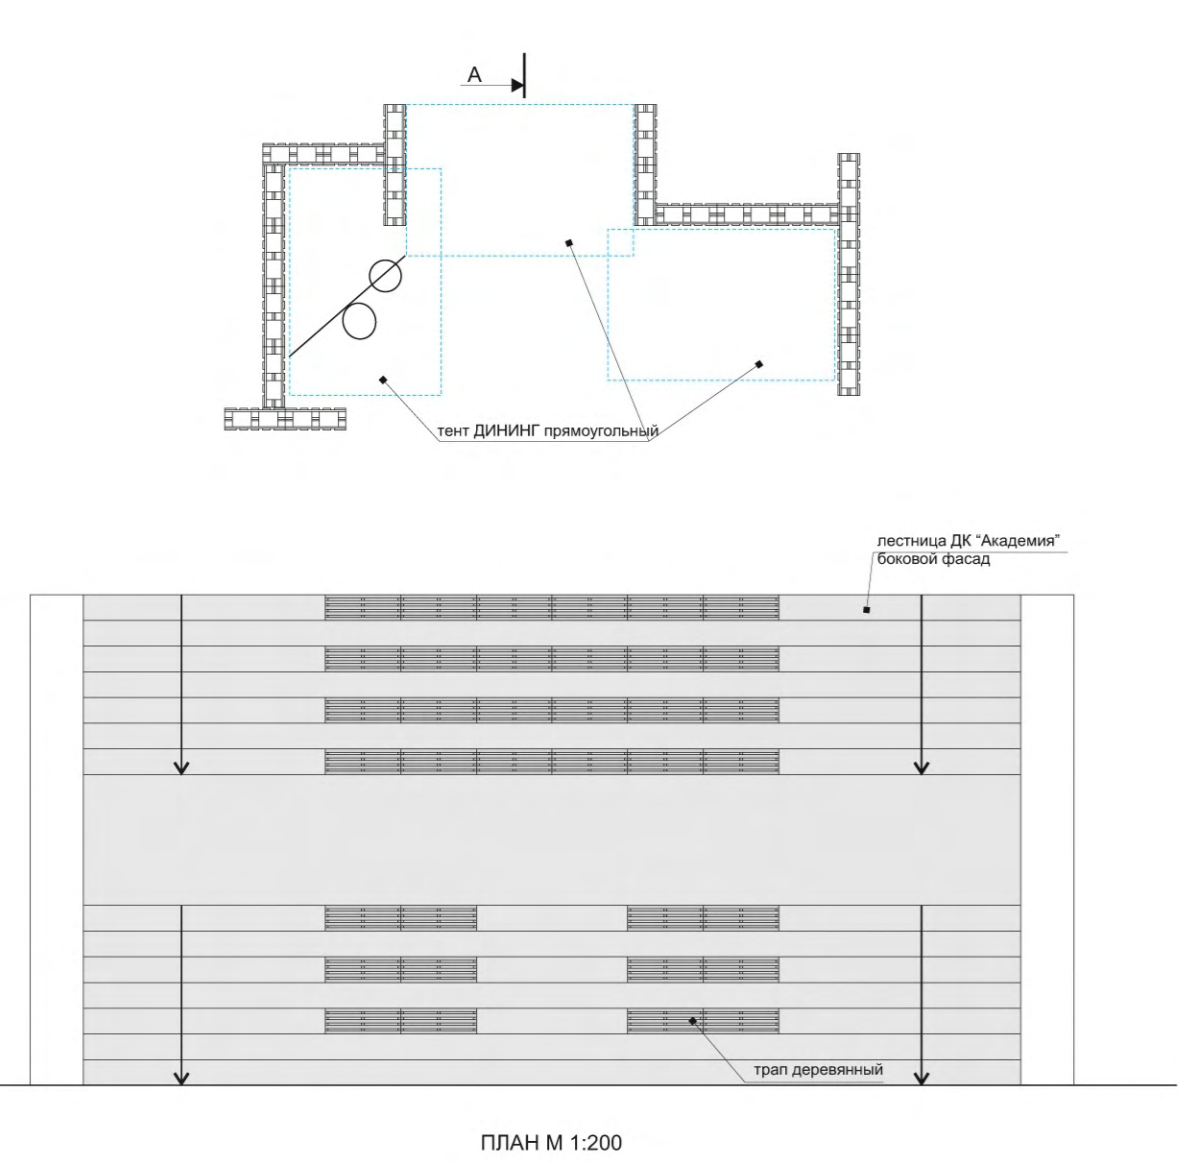 А
тент ДИНИНГ прямоугольный
лестница ДК “Академия”
боковой фасад
трап деревянный
ПЛАН М 1:200